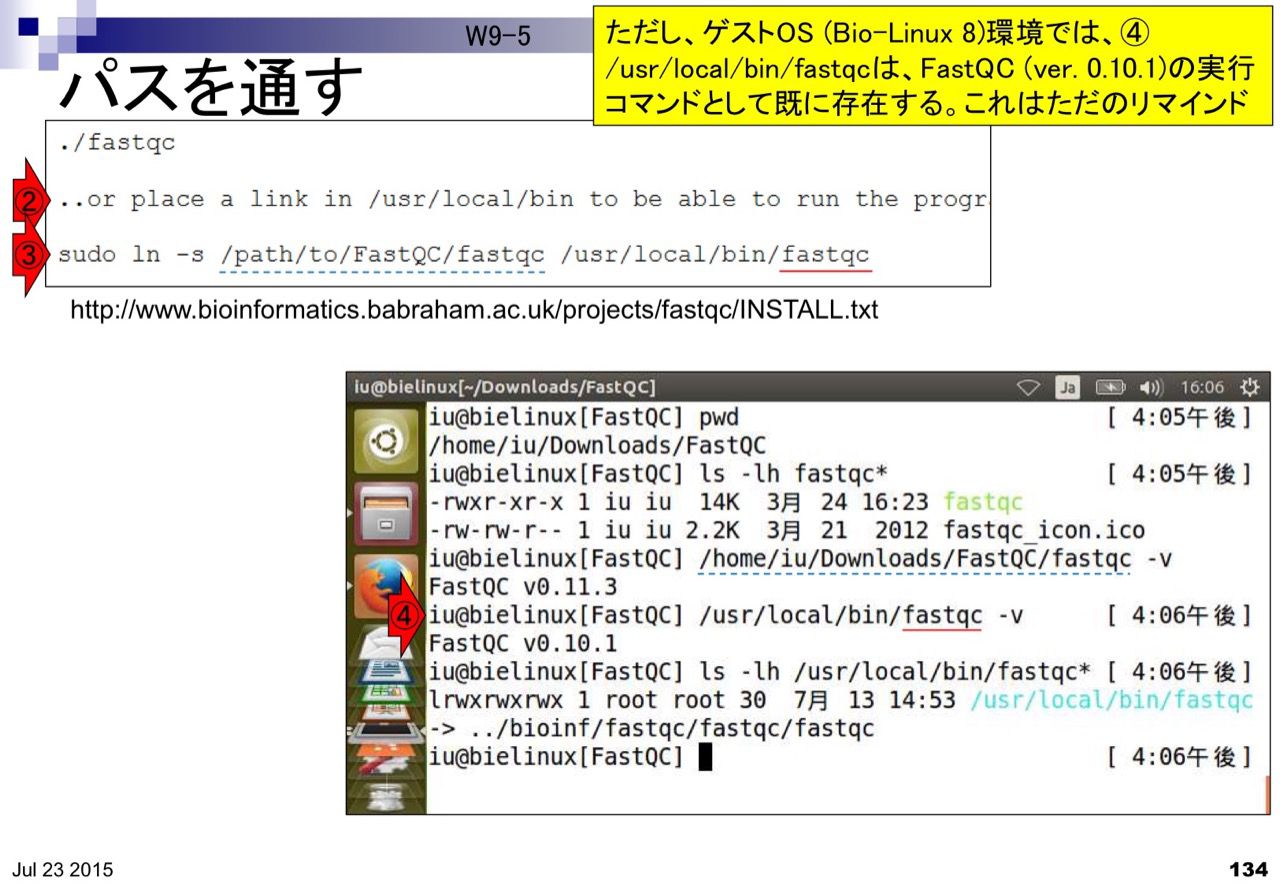 W9-5
ただし、ゲストOS (Bio-Linux 8)環境では、④
/usr/local/bin/fastqcは、FastQC (ver. 0.10.1)の実行
コマンドとして既に存在する。これはただのリマインド
パスを通す
./fastqc
② ..or place a link in /usr/local/bin to be able to run the progr
③ sudo ln -s /path/to/FastQC/fastqc /usr/local/bin/fastqc
http://www.bioinformatics.babraham.ac.uk/projects/fastqc/INSTALL.txt
iu@bielinux[~/Downloads/FastQC] Ja 16:06
iu@bielinux[FastQC] pwd [ 4:05午後]
/home/iu/Downloads/FastQC
iu@bielinux[FastQC] ls -lh fastqc* [ 4:05午後]
-rwxr-xr-x 1 iu iu 14K 3月 24 16:23 fastqc
-rw-rw-r-- 1 iu iu 2.2K 3月 21 2012 fastqc_icon.ico
iu@bielinux[FastQC] /home/iu/Downloads/FastQC/fastqc -v
FastQC v0.11.3
④ iu@bielinux[FastQC] /usr/local/bin/fastqc -v [ 4:06午後]
FastQC v0.10.1
iu@bielinux[FastQC] ls -lh /usr/local/bin/fastqc* [ 4:06午後]
lrwxrwxrwx 1 root root 30 7月 13 14:53 /usr/local/bin/fastqc
-> ../bioinf/fastqc/fastqc/fastqc
iu@bielinux[FastQC] [ 4:06午後]
Jul 23 2015
134